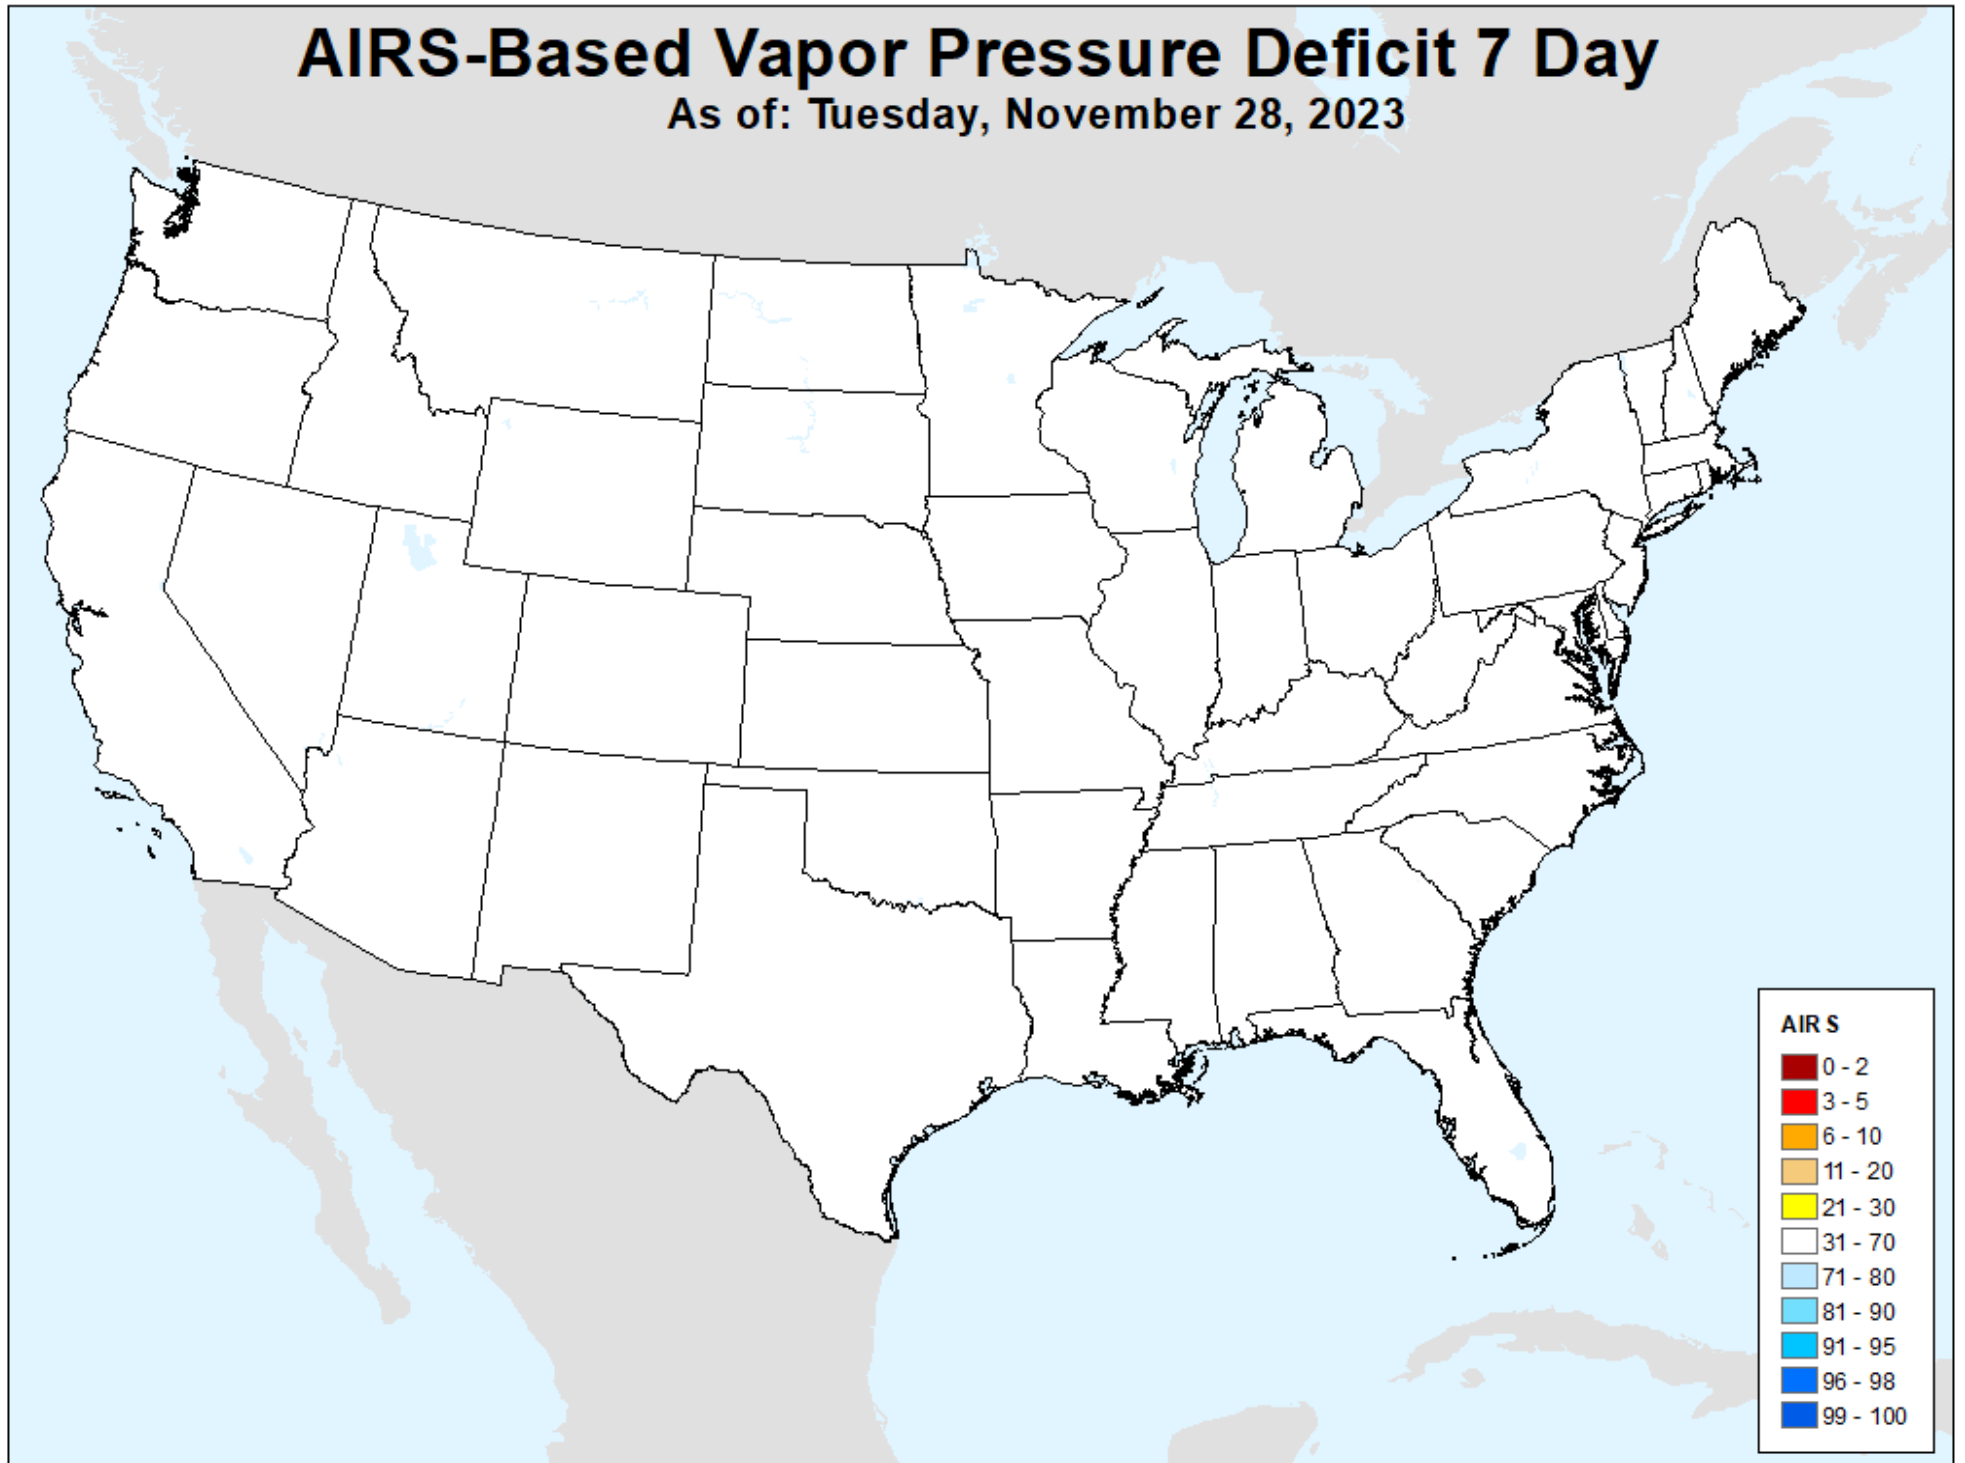 AIRS-Based Vapor Pressure Deficit 7 Day
As of: Tuesday, November 28, 2023
AIRS
0 - 2
3 - 5
6 - 10
11 - 20
21 - 30
31 - 70
71 - 80
81 - 90
91 - 95
96 - 98
99 - 100